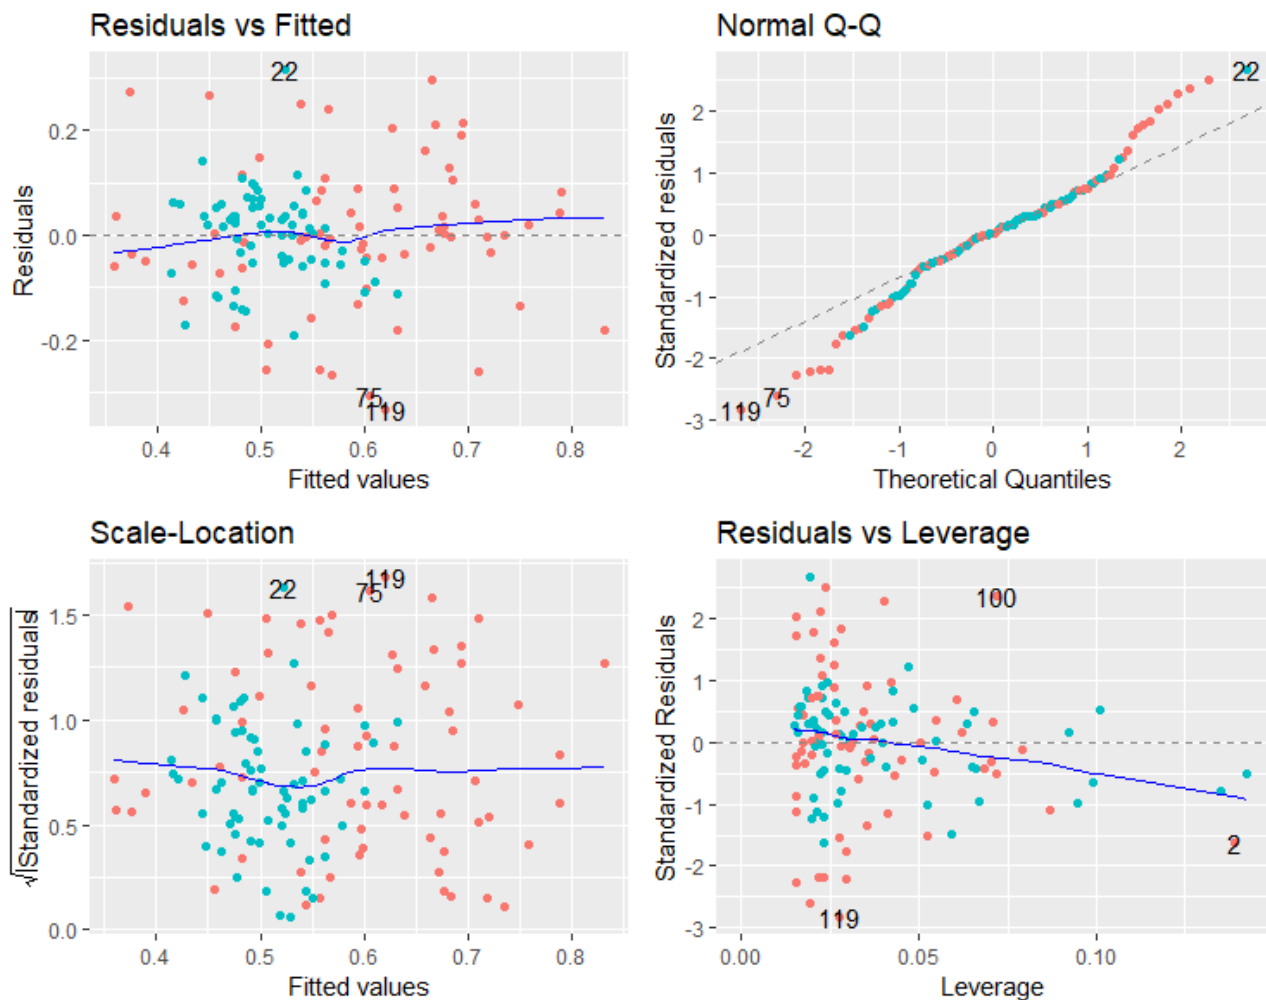 Residuals vs Fitted
22
75
119
0.2
0.0
-0.2
Residuals
0.4 0.5 0.6 0.7 0.8
Fitted values
Normal Q-Q
22
75
119
2
1
0
-1
-2
-3
Standardized residuals
-2 -1 0 1 2
Theoretical Quantiles
Scale-Location
119
22
75
1.5
1.0
0.5
0.0
√|Standardized residuals|
0.4 0.5 0.6 0.7 0.8
Fitted values
Residuals vs Leverage
100
2
119
2
1
0
-1
-2
-3
Standardized Residuals
0.00 0.05 0.10
Leverage